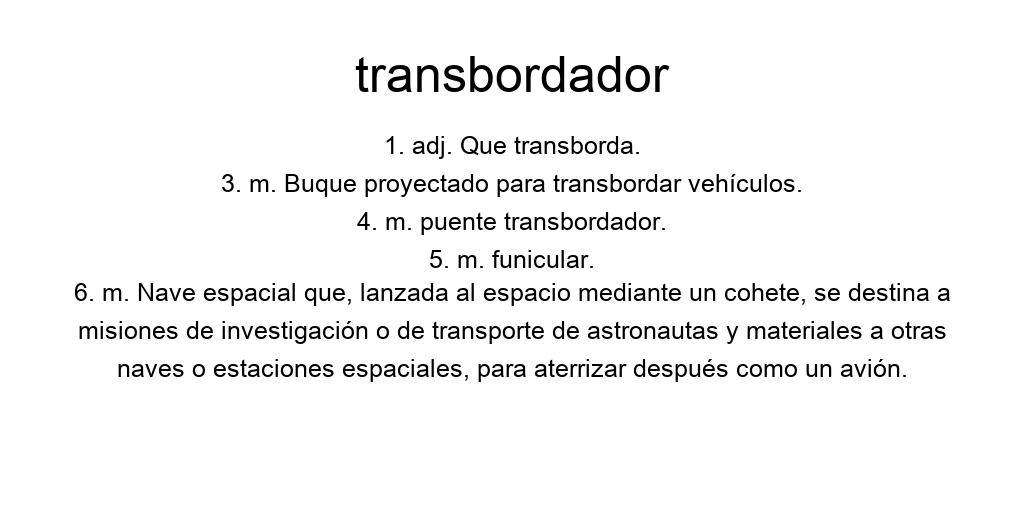 transbordador
1. adj. Que transborda.
3. m. Buque proyectado para transbordar vehículos.
4. m. puente transbordador.
5. m. funicular.
6. m. Nave espacial que, lanzada al espacio mediante un cohete, se destina a
misiones de investigación o de transporte de astronautas y materiales a otras
naves o estaciones espaciales, para aterrizar después como un avión.